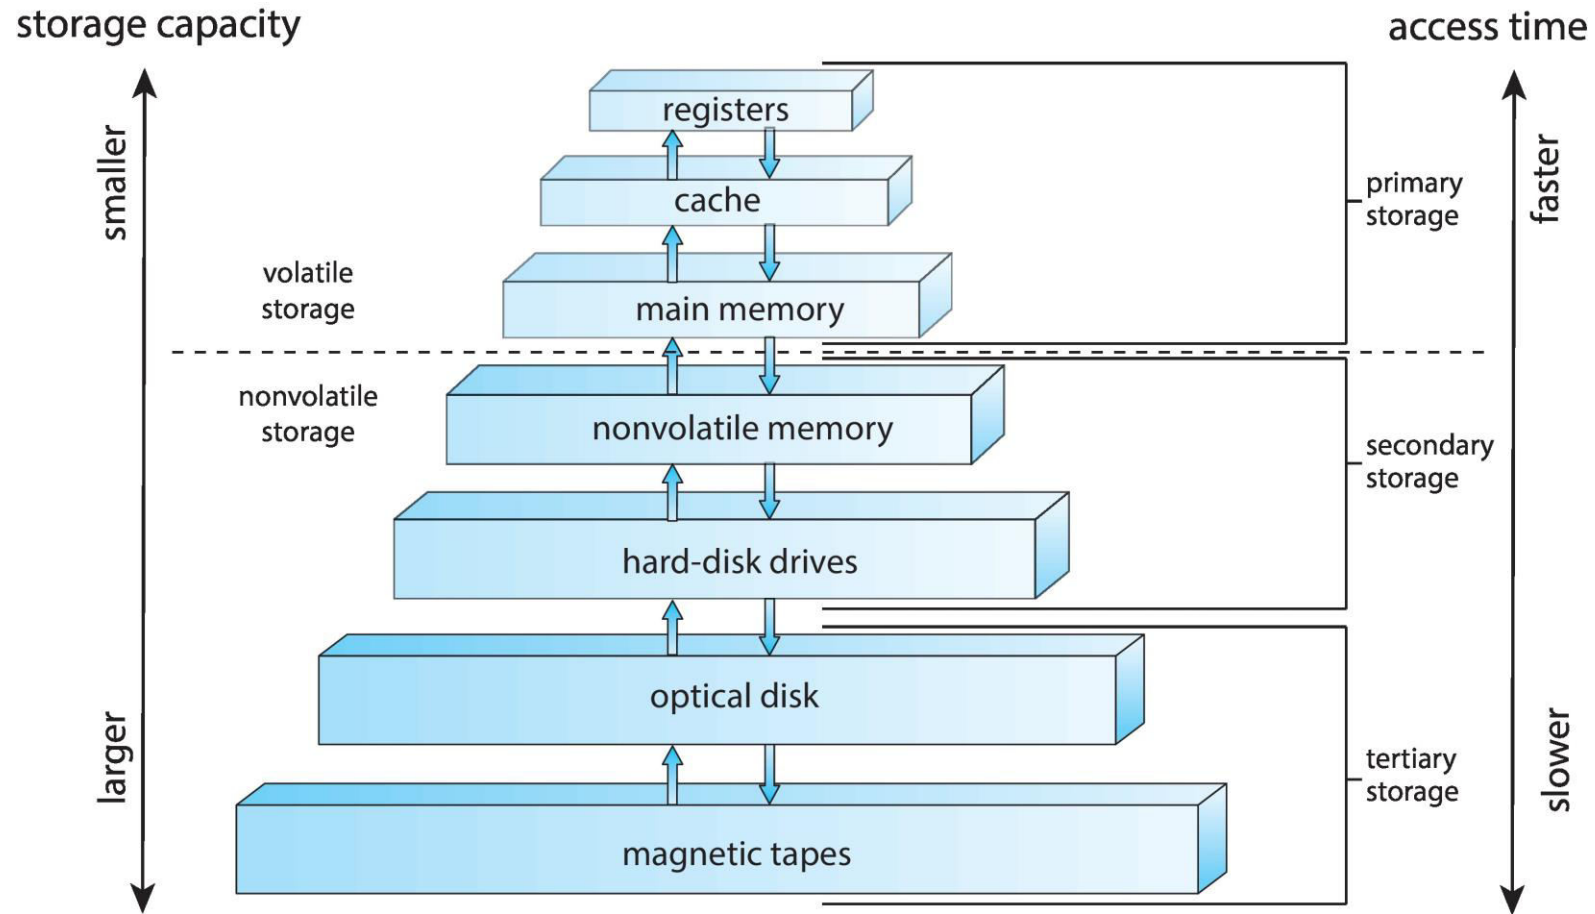 storage capacity
access time
smaller
larger
registers
cache
main memory
volatile
storage
nonvolatile
storage
nonvolatile memory
hard-disk drives
optical disk
magnetic tapes
primary
storage
secondary
storage
tertiary
storage
faster
slower